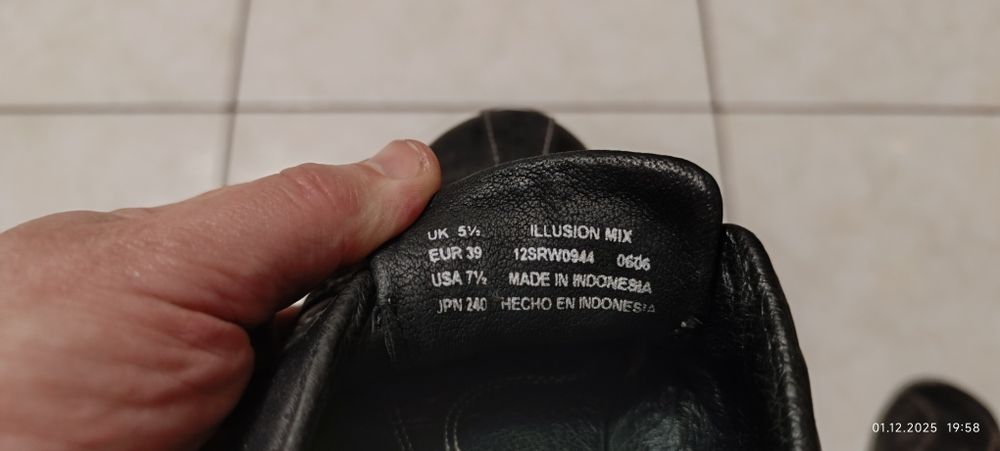 UK 5½ ILLUSION MIX
EUR 39 12SRW0944 0606
USA 7½ MADE IN INDONESIA
JPN 240 HECHO EN INDONESIA
01.12.2025 19:58